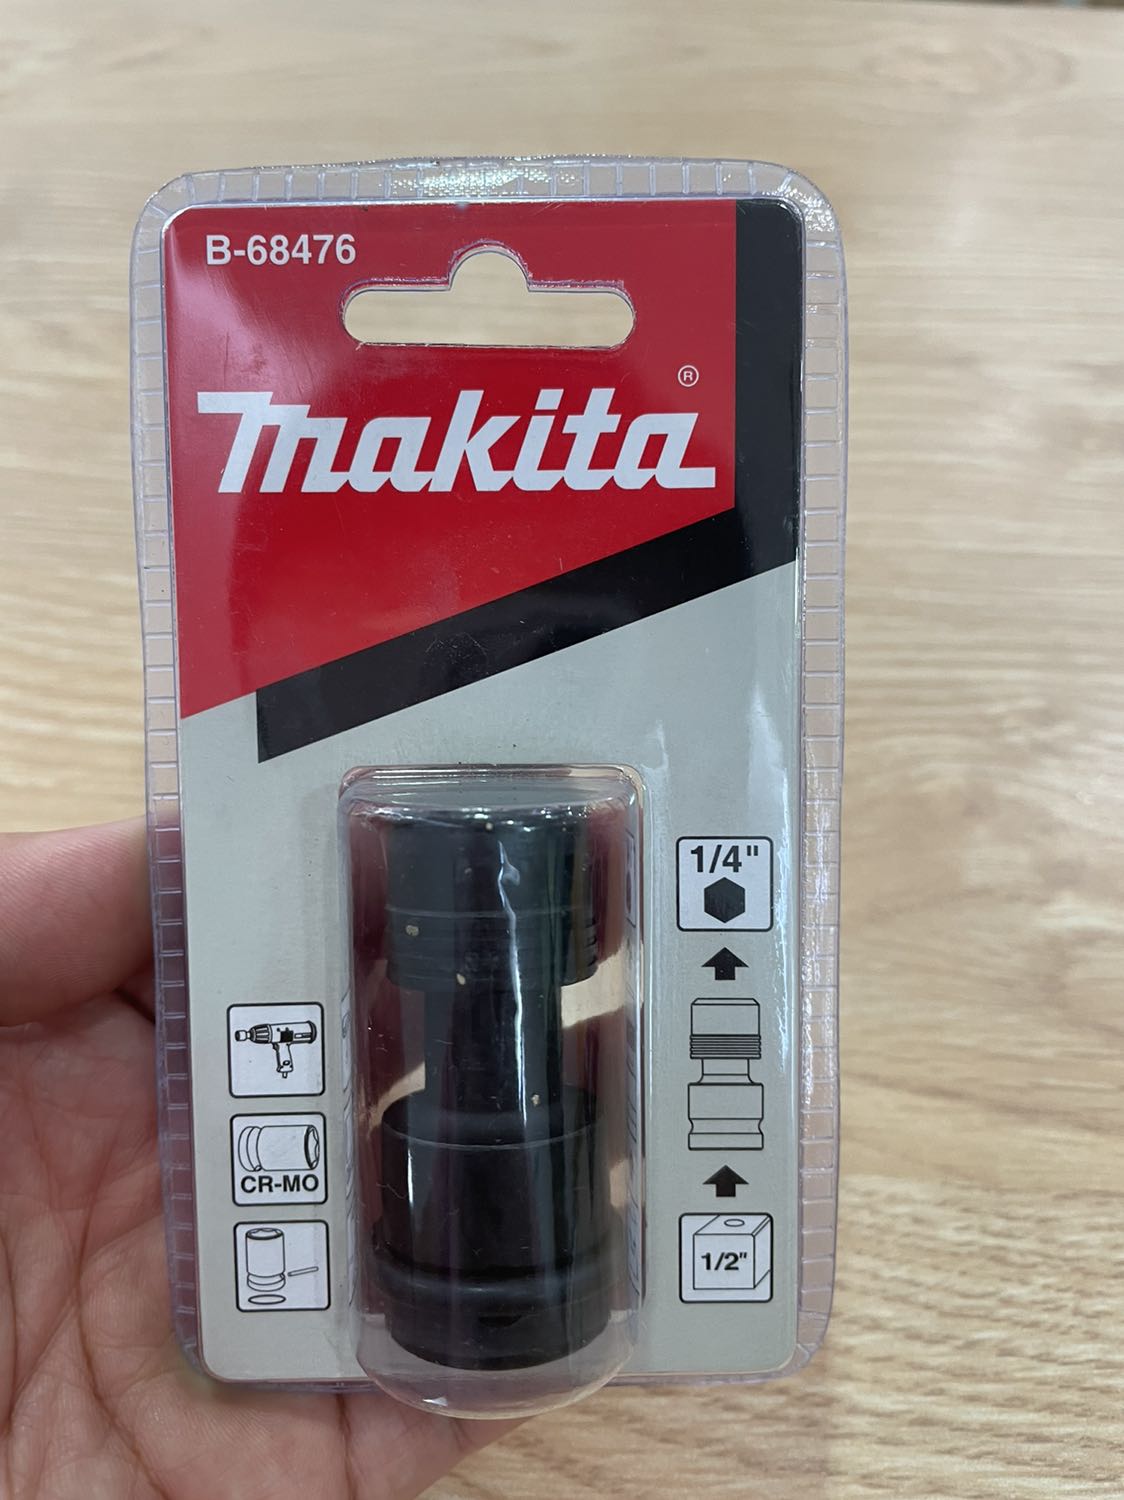 B-68476
makita®
1/4"
CR-MO
1/2"